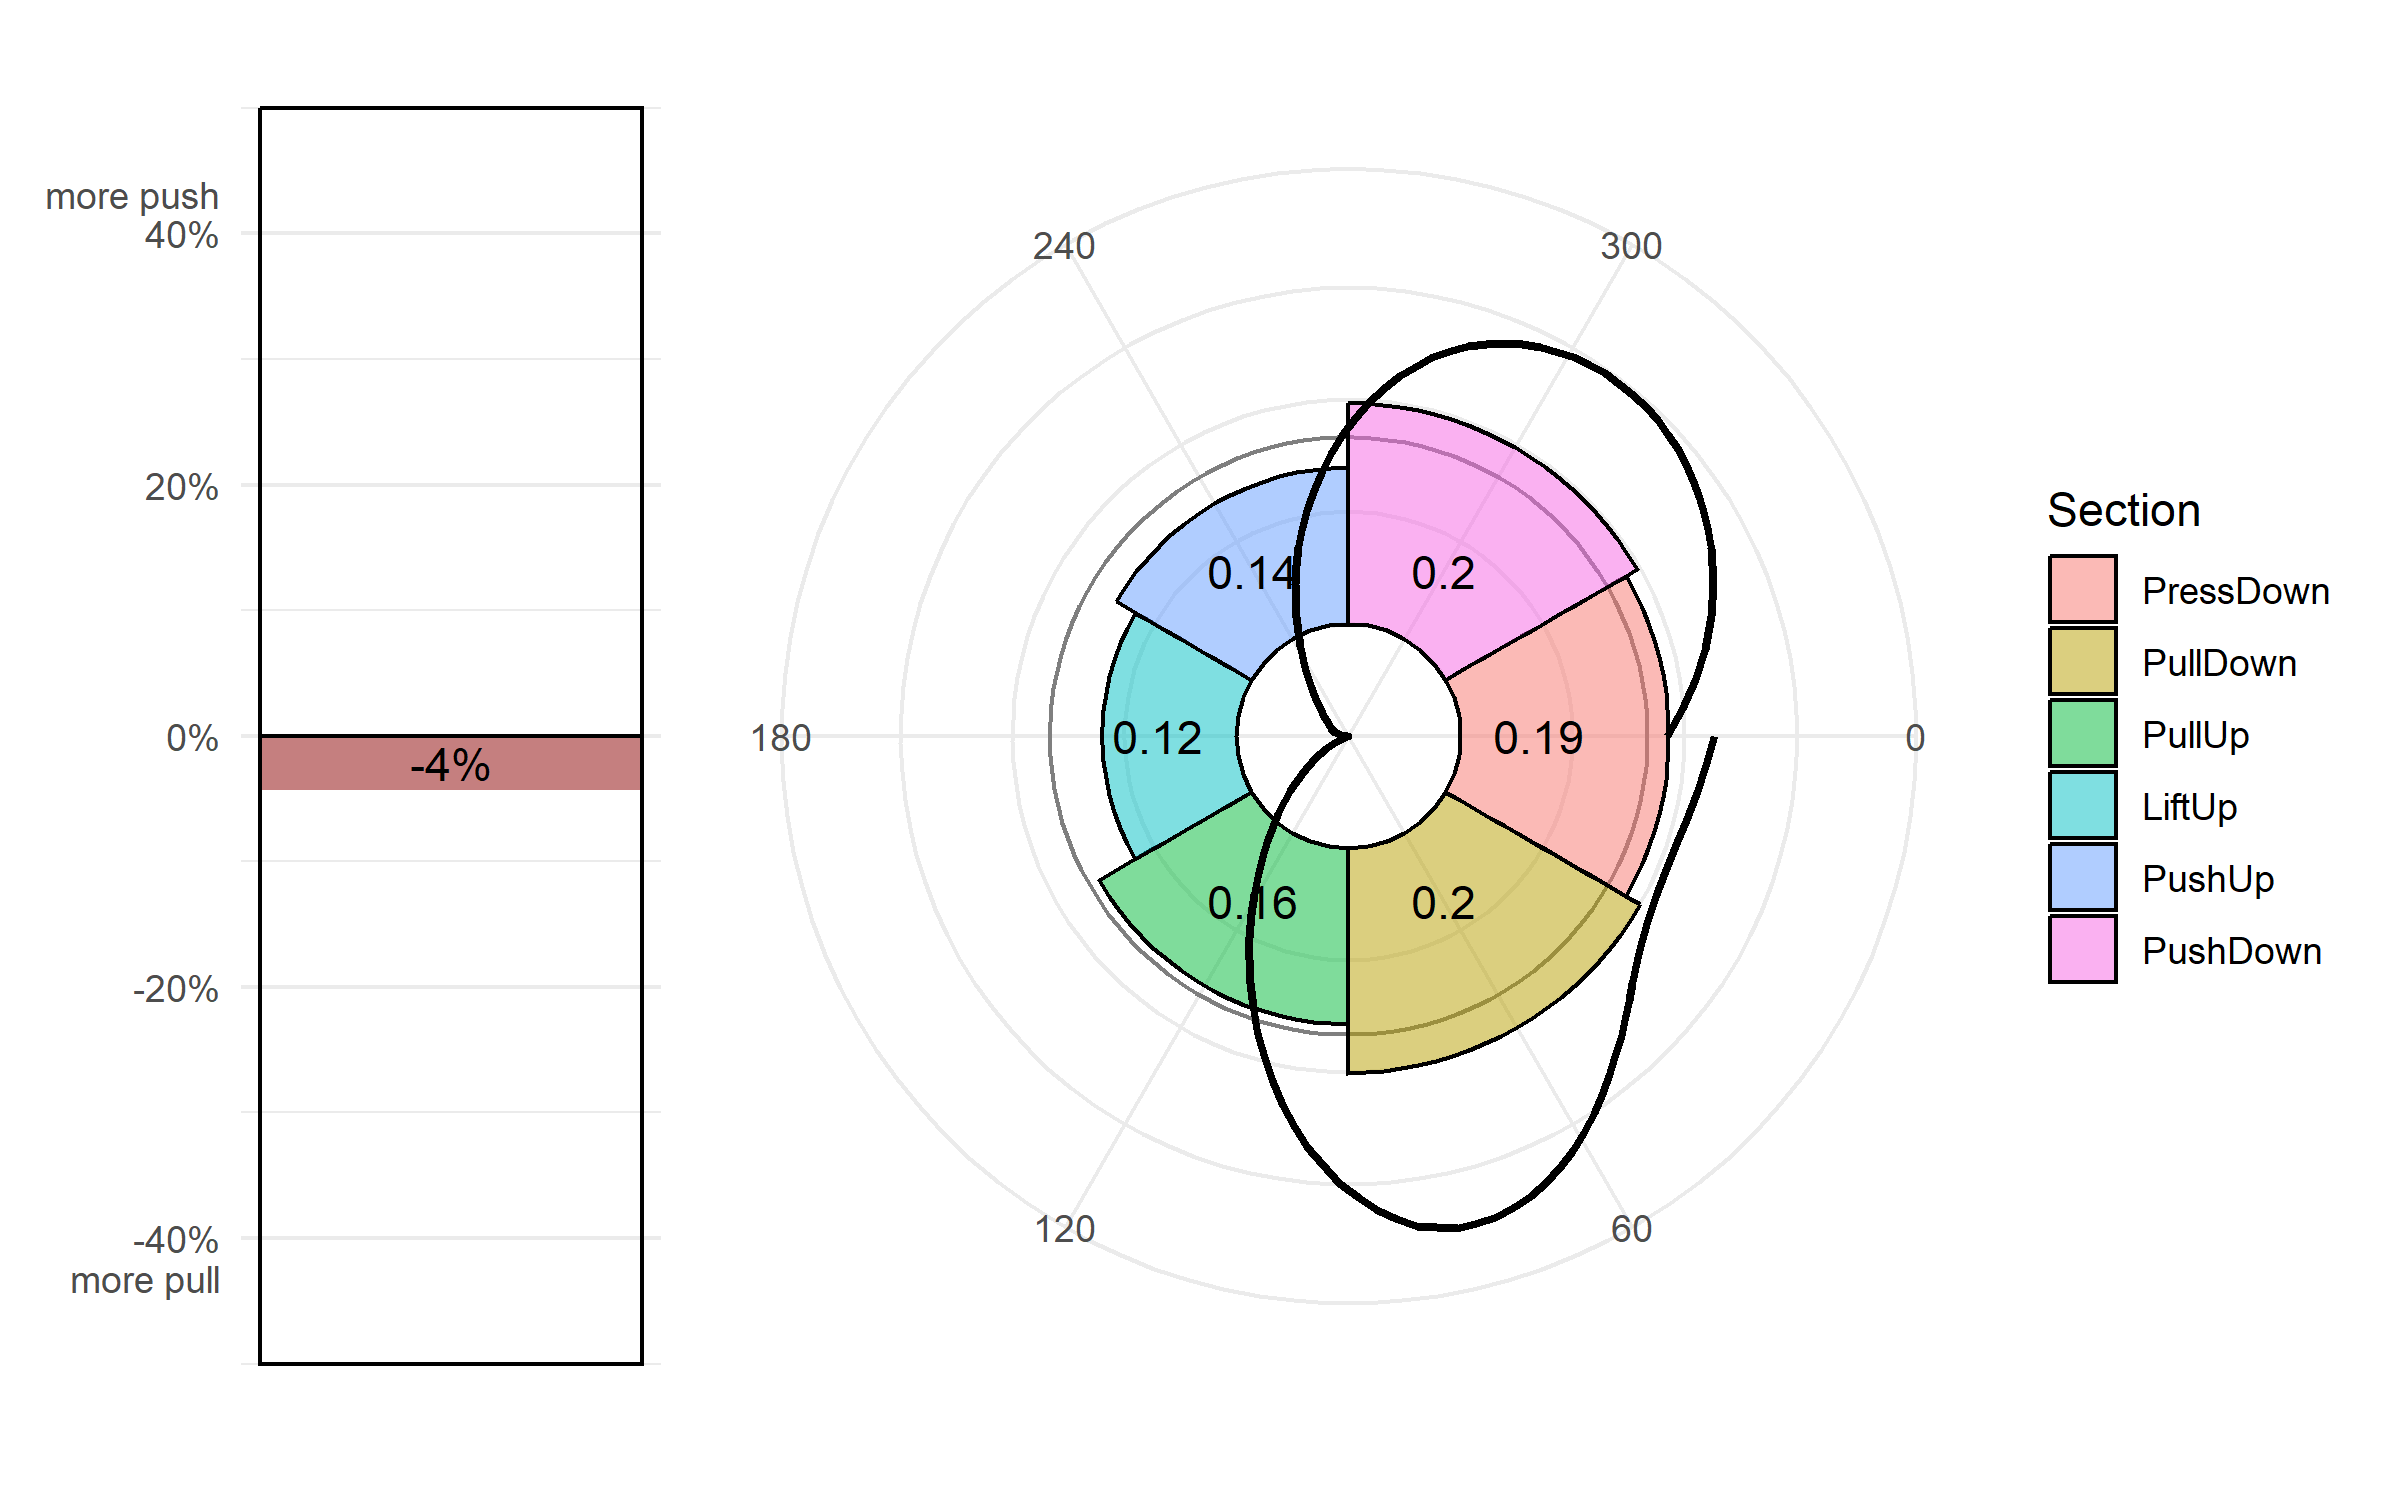 more push
40%
20%
0%
-20%
-40%
more pull
-4%
240
300
180
0
120
60
0.14
0.2
0.12
0.19
0.16
0.2
Section
PressDown
PullDown
PullUp
LiftUp
PushUp
PushDown